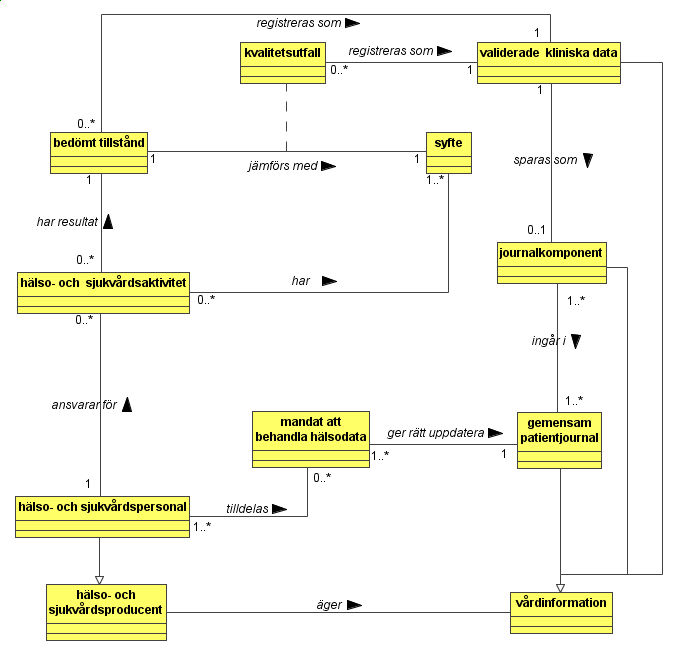 registreras som
1
kvalitetsutfall
registreras som
validerade kliniska data
0..*
1
0..*
1
bedömt tillstånd
syfte
1
jämförs med
1
sparas som
1
1..*
har resultat
0..1
journalkomponent
0..*
hälso- och sjukvårdsaktivitet
har
0..*
1..*
0..*
ingår i
ansvarar för
1..*
mandat att
behandla hälsodata
ger rätt uppdatera
gemensam
patientjournal
1..*
1
1
0..*
hälso- och sjukvårdspersonal
tilldelas
1..*
hälso- och
sjukvårdsproducent
äger
vårdinformation